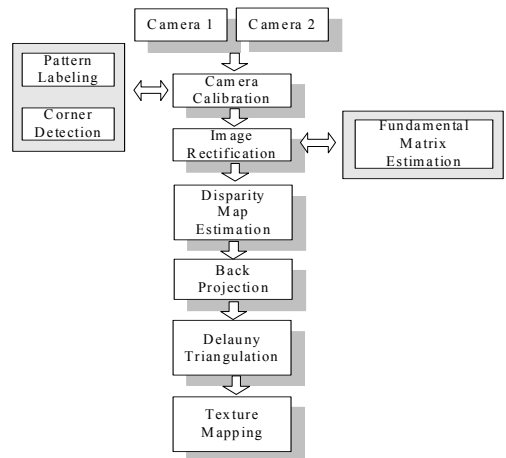 Camera 1
Camera 2
Pattern
Labeling
Corner
Detection
Camera
Calibration
Image
Rectification
Fundamental
Matrix
Estimation
Disparity
Map
Estimation
Back
Projection
Delauny
Triangulation
Texture
Mapping